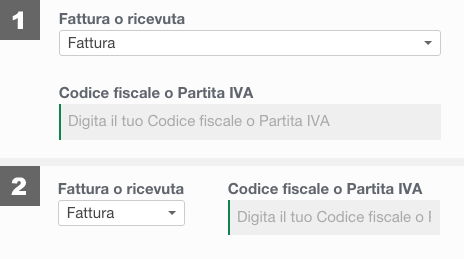 1
Fattura o ricevuta
Fattura
Codice fiscale o Partita IVA
Digita il tuo Codice fiscale o Partita IVA
2
Fattura o ricevuta
Codice fiscale o Partita IVA
Fattura
Digita il tuo Codice fiscale o